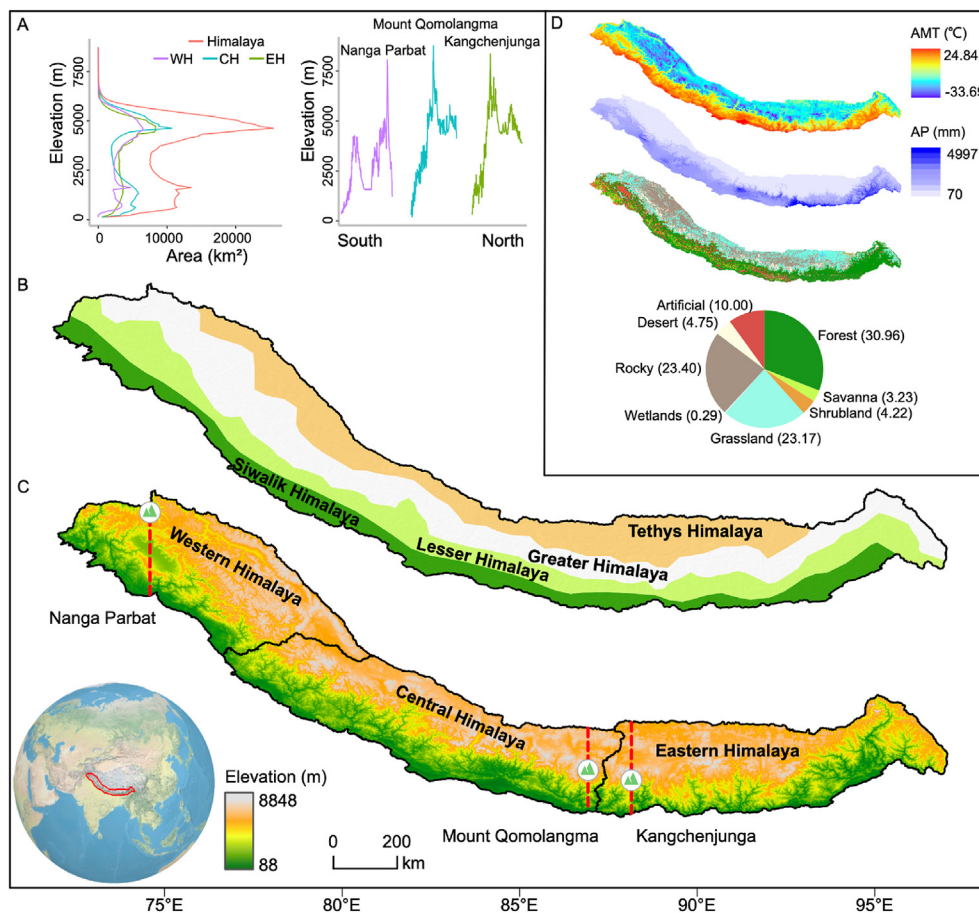 A
Himalaya
WH
CH
EH
Elevation (m)
7500
5000
2500
0
0
10000
20000
Area (km²)
Mount Qomolangma
Nanga Parbat
Kangchenjunga
Elevation (m)
7500
5000
2500
0
South
North
D
AMT (℃)
24.84
-33.69
AP (mm)
4997
70
Artificial (10.00)
Desert (4.75)
Forest (30.96)
Rocky (23.40)
Savanna (3.23)
Wetlands (0.29)
Shrubland (4.22)
Grassland (23.17)
B
Siwalik Himalaya
Lesser Himalaya
Greater Himalaya
Tethys Himalaya
C
Western Himalaya
Nanga Parbat
Central Himalaya
Eastern Himalaya
Elevation (m)
8848
88
0 200
km
Mount Qomolangma
Kangchenjunga
75°E
80°E
85°E
90°E
95°E